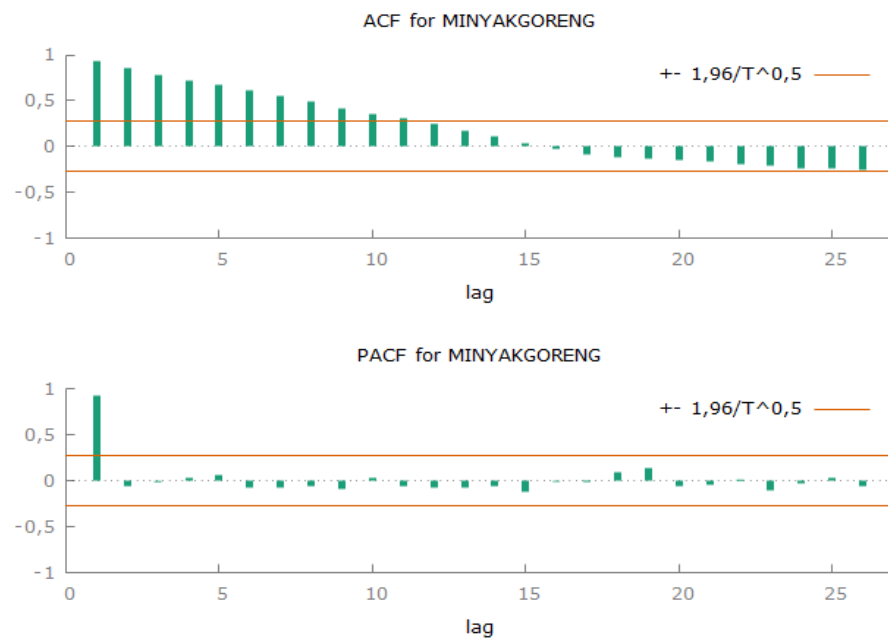 ACF for MINYAKGORENG
+- 1,96/T^0,5
1
0,5
0
-0,5
-1
0 5 10 15 20 25
lag
PACF for MINYAKGORENG
+- 1,96/T^0,5
1
0,5
0
-0,5
-1
0 5 10 15 20 25
lag